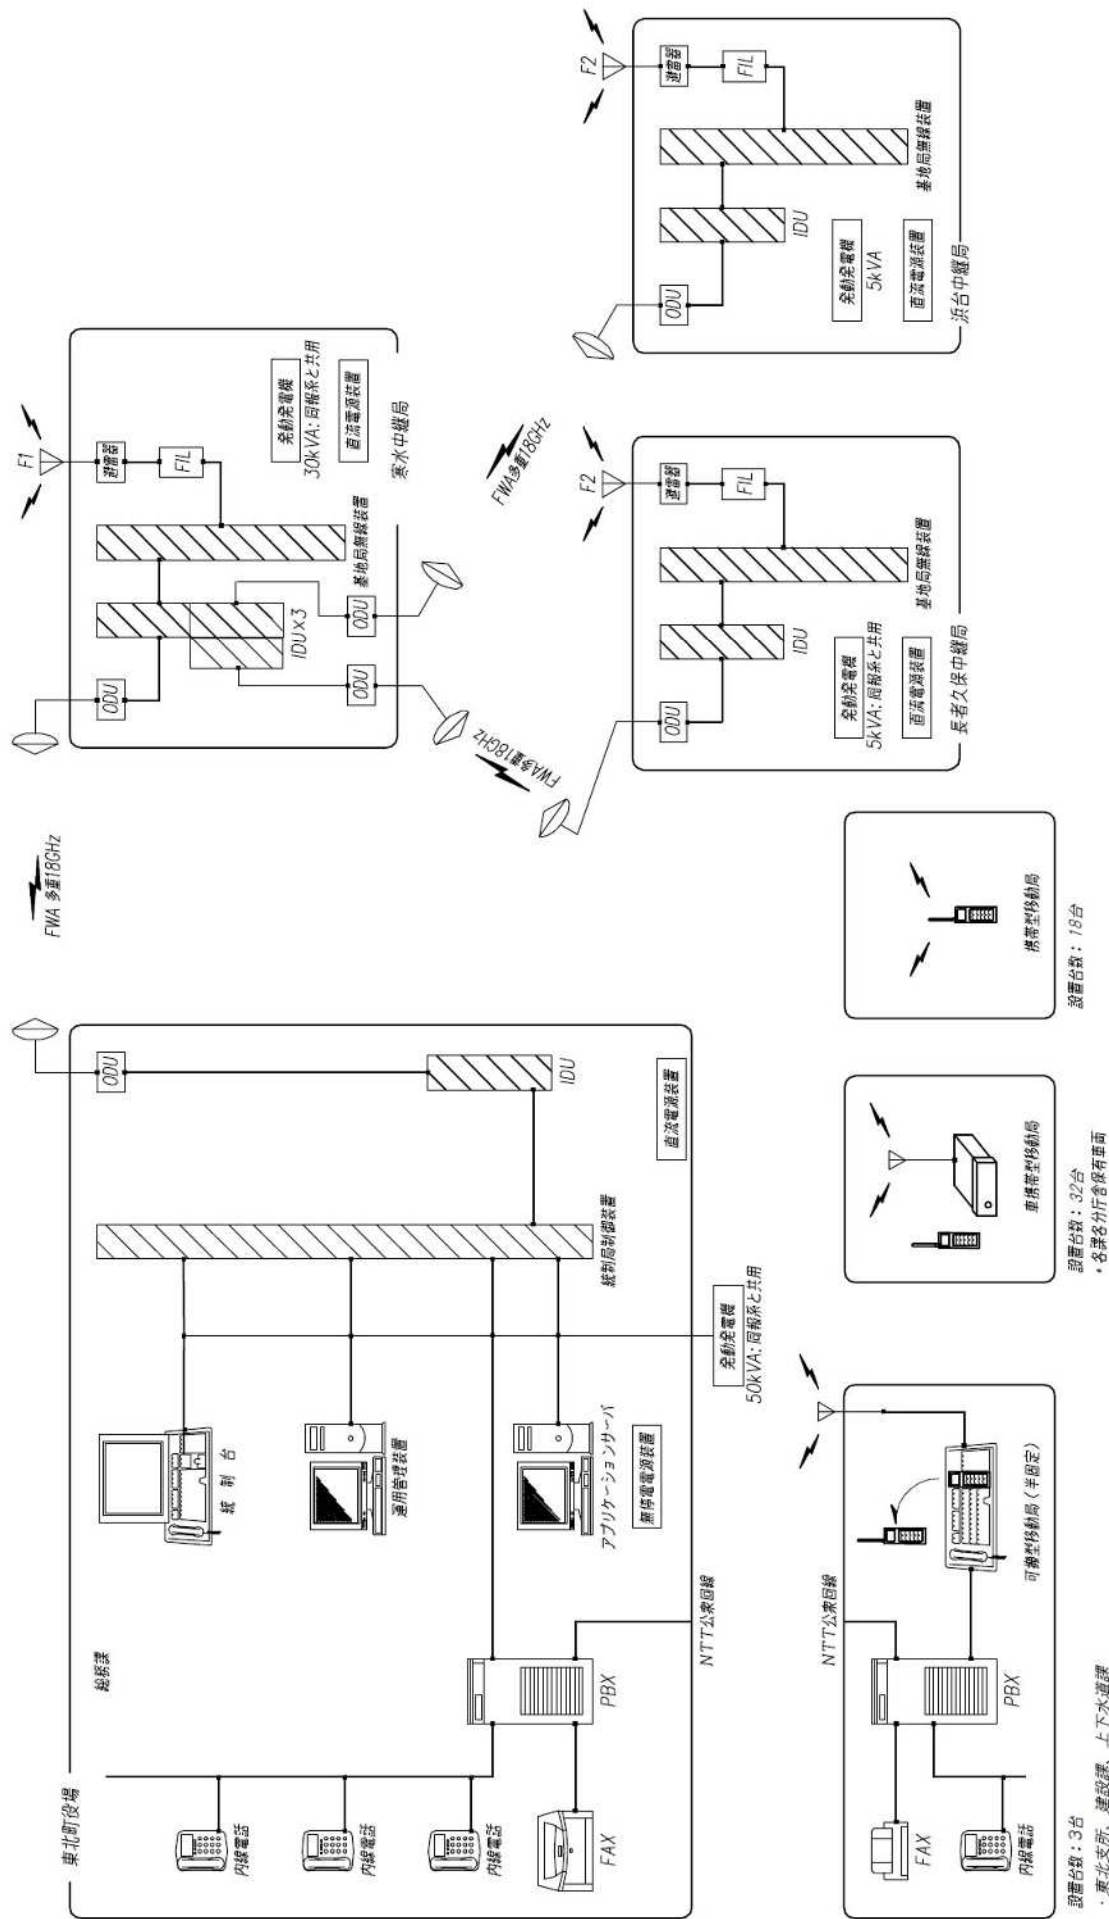 東北町役場
総務課
内線電話
内線電話
内線電話
FAX
PBX
NTT公衆回線
統 制 台
運用管理装置
アプリケーションサーバ
無停電電源装置
発動発電機
50kVA:同報系と共用
統制局制御装置
直流電源装置
IDU
ODU
FWA 多重18GHz
ODU
IDU×3
ODU
ODU
基地局無線装置
F1
避雷器
FIL
発動発電機
30kVA:同報系と共用
直流電源装置
寒水中継局
FWA多重18GHz
FWA多重18GHz
ODU
IDU
基地局無線装置
F2
避雷器
FIL
発動発電機
5kVA:同報系と共用
直流電源装置
長者久保中継局
ODU
IDU
基地局無線装置
F2
避雷器
FIL
発動発電機
5kVA
直流電源装置
浜台中継局
NTT公衆回線
FAX
内線電話
PBX
可搬型移動局(半固定)
設置台数:3台
・東北支所、建設課、上下水道課
車携帯型移動局
設置台数:32台
・各課各分庁舎保有車両
携帯型移動局
設置台数:18台